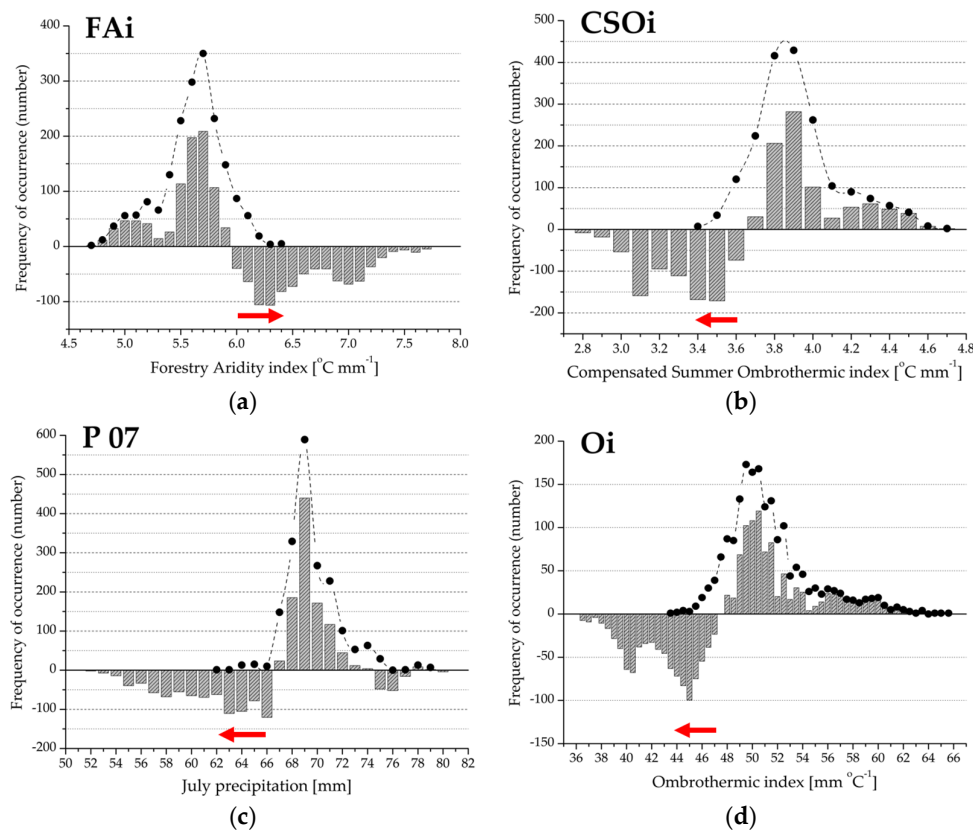 FAi
Frequency of occurrence (number)
400
300
200
100
0
-100
4.5 5.0 5.5 6.0 6.5 7.0 7.5 8.0
Forestry Aridity index [°C mm⁻¹]
(a)
CSOi
Frequency of occurrence (number)
500
400
300
200
100
0
-100
-200
2.8 3.0 3.2 3.4 3.6 3.8 4.0 4.2 4.4 4.6 4.8
Compensated Summer Ombrothermic index [°C mm⁻¹]
(b)
P 07
Frequency of occurrence (number)
600
500
400
300
200
100
0
-100
-200
50 52 54 56 58 60 62 64 66 68 70 72 74 76 78 80 82
July precipitation [mm]
(c)
Oi
Frequency of occurrence (number)
200
150
100
50
0
-50
-100
-150
36 38 40 42 44 46 48 50 52 54 56 58 60 62 64 66
Ombrothermic index [mm °C⁻¹]
(d)